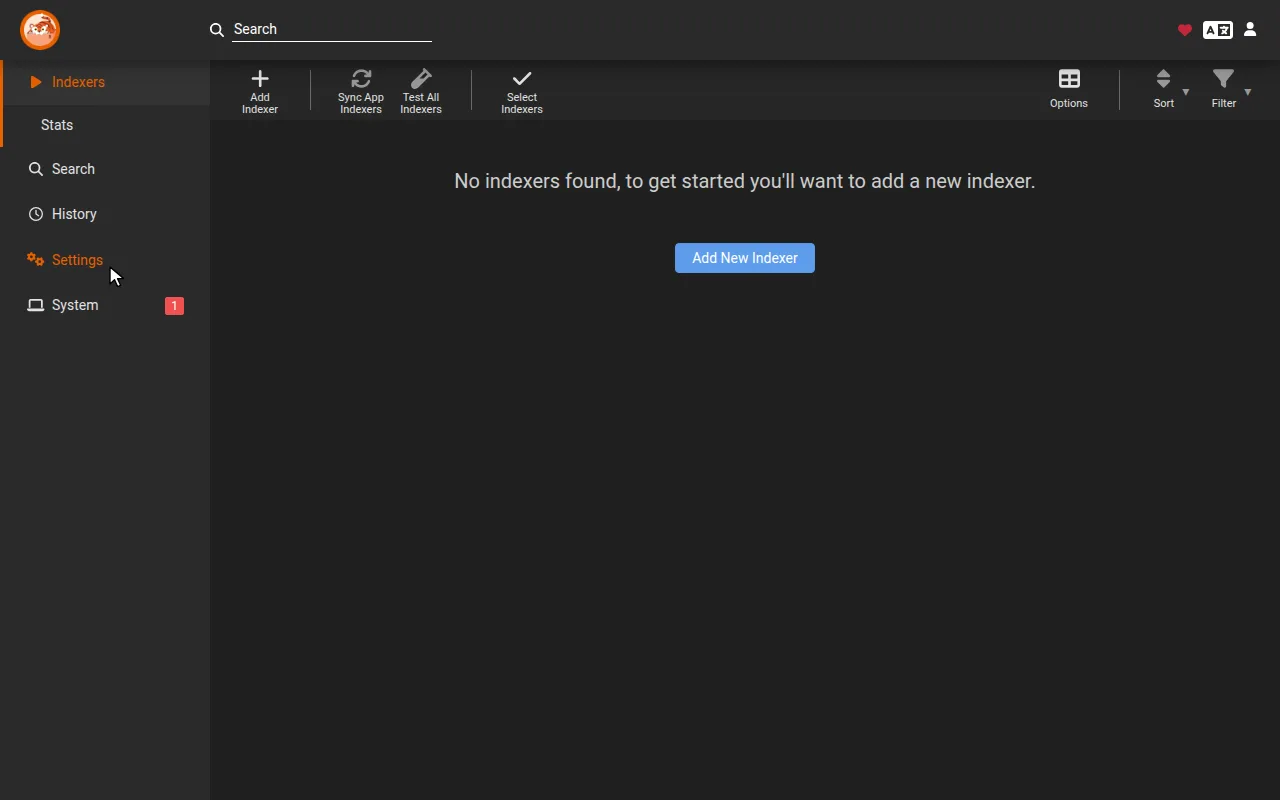 Search
Indexers
Stats
Search
History
Settings
System
1
Add
Indexer
Sync App
Indexers
Test All
Indexers
Select
Indexers
Options
Sort
Filter
No indexers found, to get started you'll want to add a new indexer.
Add New Indexer